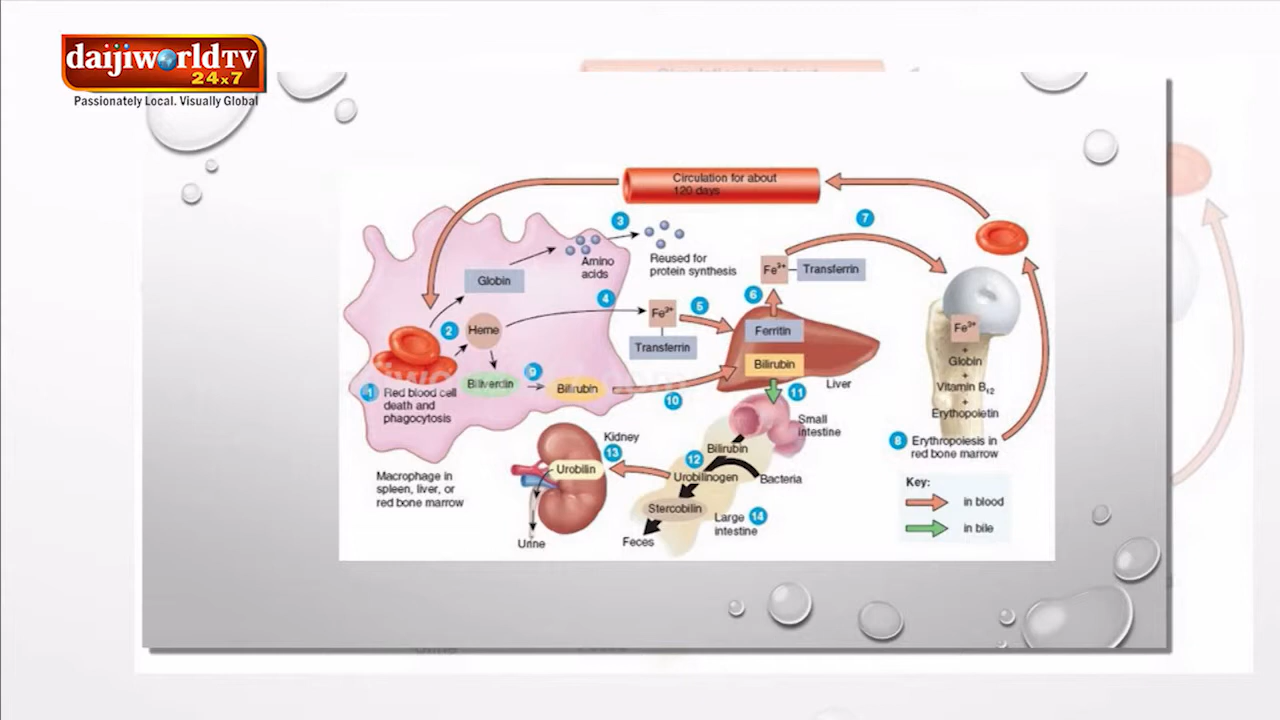 daijiworldTV
24x7
Passionately Local. Visually Global
Circulation for about
120 days
3
7
Amino
acids
Reused for
protein synthesis
Fe3+
Transferrin
Globin
4
6
5
2
Heme
Fe3+
Transferrin
Ferritin
Fe3+
+
Globin
+
Vitamin B12
+
Erythopoietin
9
Biliverdin
Bilirubin
Bilirubin
Liver
1
Red blood cell
death and
phagocytosis
10
11
Small
intestine
8
Erythropoiesis in
red bone marrow
Kidney
13
12
Bilirubin
Urobilin
Urobilinogen
Bacteria
Macrophage in
spleen, liver, or
red bone marrow
Key:
in blood
in bile
Stercobilin
Large
intestine
14
Urine
Feces